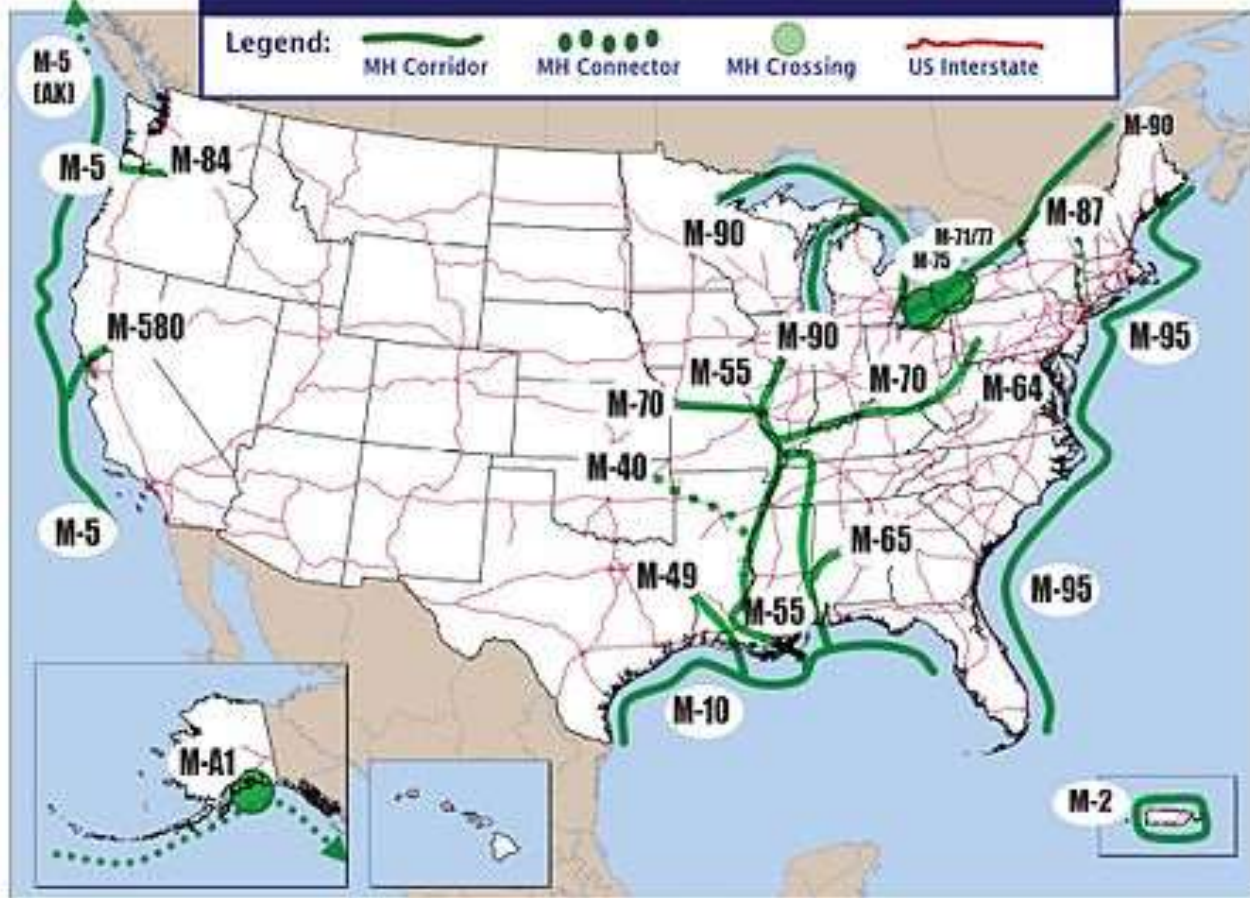 Legend:
MH Corridor
MH Connector
MH Crossing
US Interstate
M-5
(AK)
M-5
M-84
M-90
M-90
M-87
M-71/77
M-75
M-580
M-90
M-95
M-55
M-70
M-70
M-64
M-40
M-5
M-65
M-49
M-55
M-95
M-10
M-A1
M-2